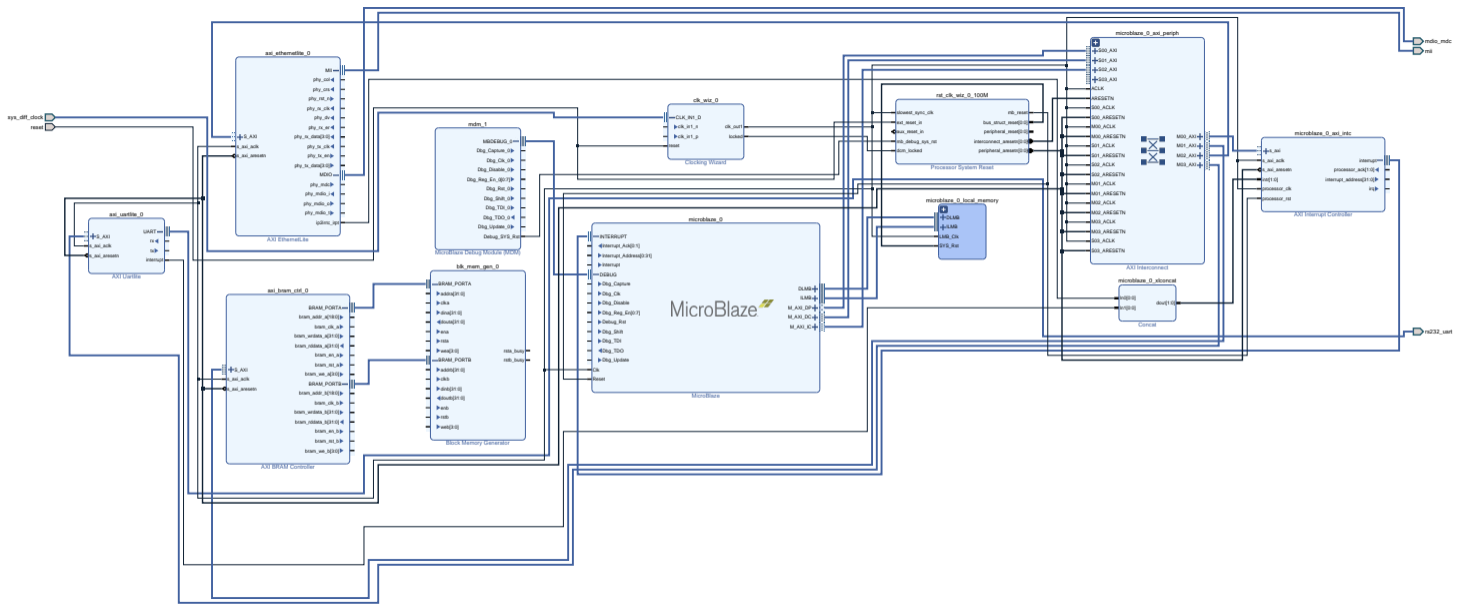 sys_diff_clock
reset
axi_ethernetlite_0
MII
phy_col
phy_crs
phy_rst_n
phy_rx_clk
phy_dv
phy_rx_er
phy_rx_data[3:0]
phy_tx_clk
phy_tx_en
phy_tx_data[3:0]
MDIO
phy_mdc
phy_mdio_i
phy_mdio_o
phy_mdio_t
ip2intc_irpt
S_AXI
s_axi_aclk
s_axi_aresetn
AXI EthernetLite
axi_uartlite_0
S_AXI
s_axi_aclk
s_axi_aresetn
UART
rx
tx
interrupt
AXI Uartlite
axi_bram_ctrl_0
S_AXI
s_axi_aclk
s_axi_aresetn
BRAM_PORTA
bram_addr_a[18:0]
bram_clk_a
bram_wrdata_a[31:0]
bram_rddata_a[31:0]
bram_en_a
bram_rst_a
bram_we_a[3:0]
BRAM_PORTB
bram_addr_b[18:0]
bram_clk_b
bram_wrdata_b[31:0]
bram_rddata_b[31:0]
bram_en_b
bram_rst_b
bram_we_b[3:0]
AXI BRAM Controller
mdm_1
MBDEBUG_0
Dbg_Capture_0
Dbg_Clk_0
Dbg_Disable_0
Dbg_Reg_En_0[0:7]
Dbg_Rst_0
Dbg_Shift_0
Dbg_TDI_0
Dbg_TDO_0
Dbg_Update_0
Debug_SYS_Rst
MicroBlaze Debug Module (MDM)
blk_mem_gen_0
BRAM_PORTA
addra[31:0]
clka
dina[31:0]
douta[31:0]
ena
rsta
wea[3:0]
BRAM_PORTB
addrb[31:0]
clkb
dinb[31:0]
doutb[31:0]
enb
rstb
web[3:0]
rsta_busy
rstb_busy
Block Memory Generator
clk_wiz_0
CLK_IN1_D
clk_in1_n
clk_in1_p
reset
clk_out1
locked
Clocking Wizard
microblaze_0
INTERRUPT
Interrupt_Ack[0:1]
Interrupt_Address[0:31]
Interrupt
DEBUG
Dbg_Capture
Dbg_Clk
Dbg_Disable
Dbg_Reg_En[0:7]
Debug_Rst
Dbg_Shift
Dbg_TDI
Dbg_TDO
Dbg_Update
Clk
Reset
MicroBlaze
DLMB
ILMB
M_AXI_DP
M_AXI_DC
M_AXI_IC
MicroBlaze
rst_clk_wiz_0_100M
slowest_sync_clk
ext_reset_in
aux_reset_in
mb_debug_sys_rst
dcm_locked
mb_reset
bus_struct_reset[0:0]
peripheral_reset[0:0]
interconnect_aresetn[0:0]
peripheral_aresetn[0:0]
Processor System Reset
microblaze_0_local_memory
DLMB
ILMB
LMB_Clk
SYS_Rst
microblaze_0_axi_periph
S00_AXI
S01_AXI
S02_AXI
S03_AXI
ACLK
ARESETN
S00_ACLK
S00_ARESETN
M00_ACLK
M00_ARESETN
S01_ACLK
S01_ARESETN
S02_ACLK
S02_ARESETN
M01_ACLK
M01_ARESETN
M02_ACLK
M02_ARESETN
M03_ACLK
M03_ARESETN
S03_ACLK
S03_ARESETN
M00_AXI
M01_AXI
M02_AXI
M03_AXI
AXI Interconnect
microblaze_0_xlconcat
In0[0:0]
In1[0:0]
dout[1:0]
Concat
microblaze_0_axi_intc
s_axi
s_axi_aclk
s_axi_aresetn
intr[1:0]
processor_clk
processor_rst
interrupt
processor_ack[1:0]
interrupt_address[31:0]
irq
AXI Interrupt Controller
mdio_mdc
mii
rs232_uart